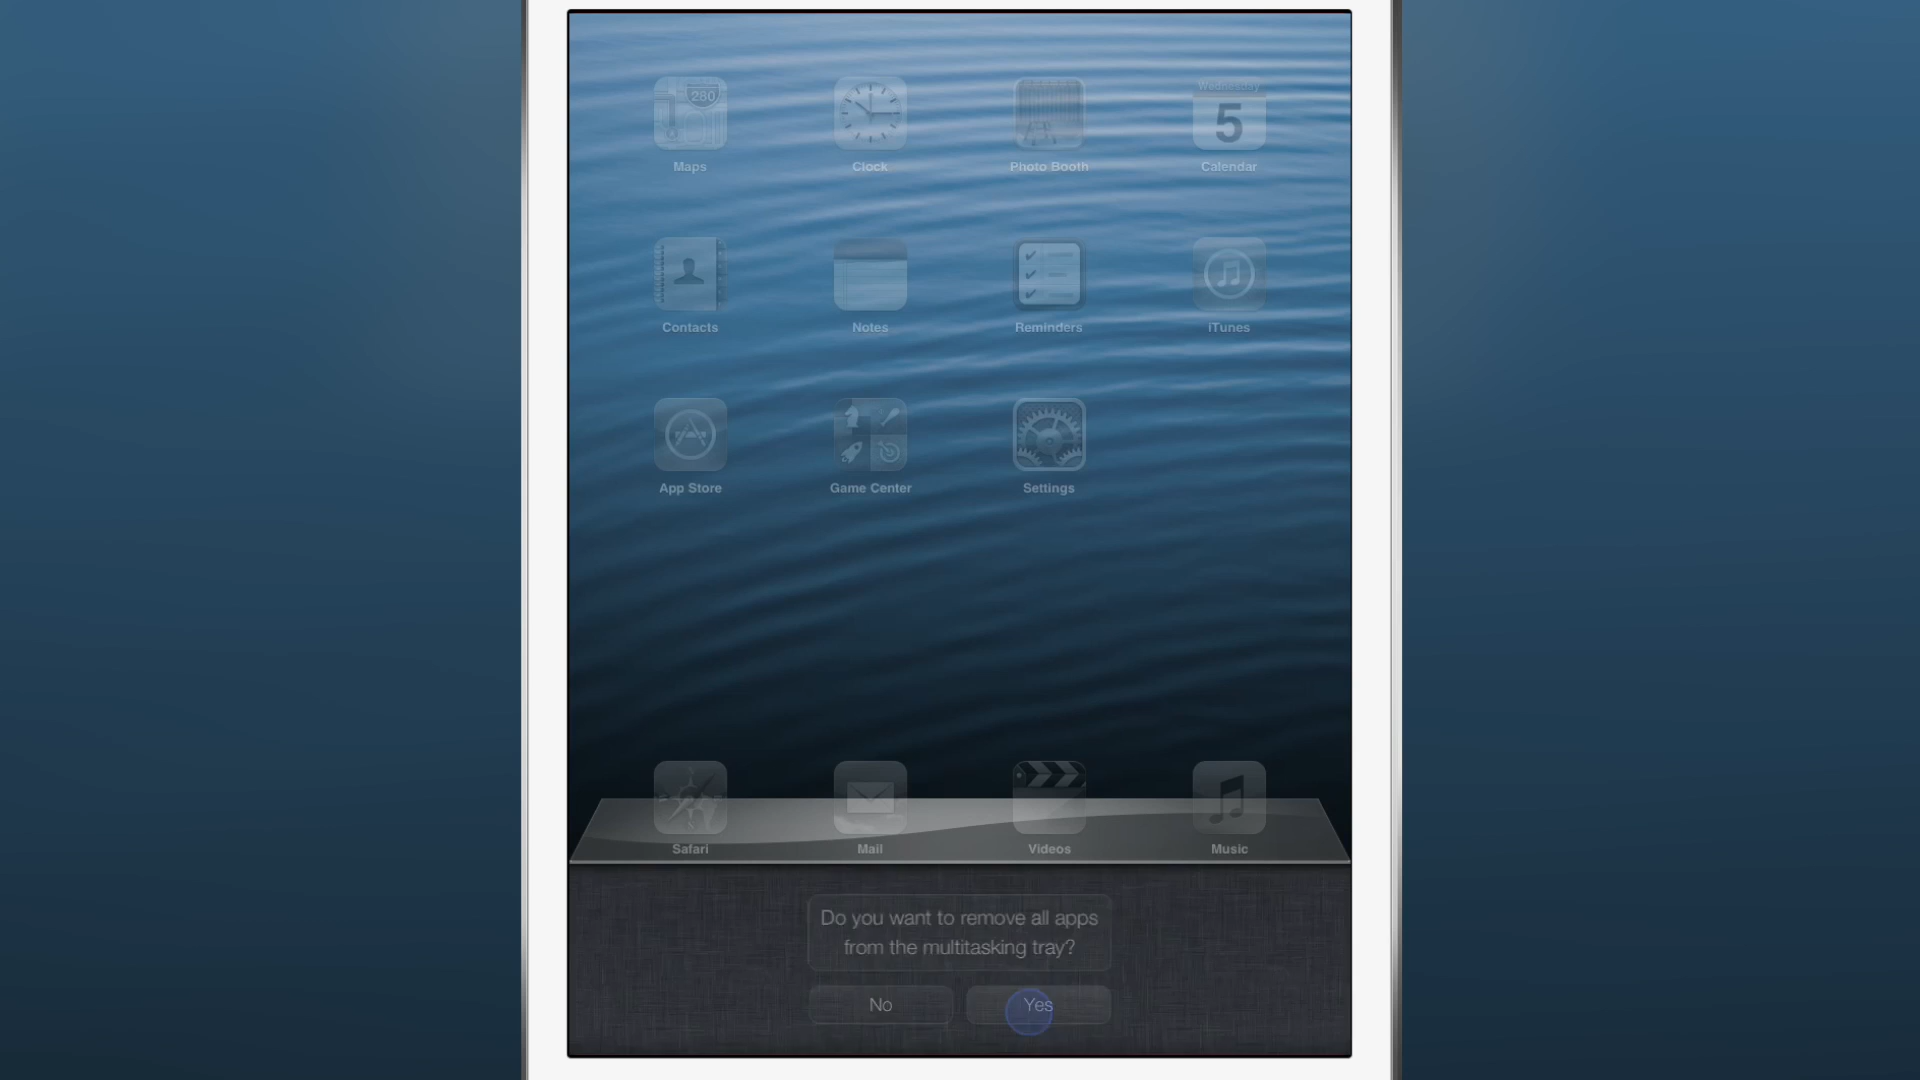 280
Wednesday
5
Maps
Clock
Photo Booth
Calendar
Contacts
Notes
Reminders
iTunes
App Store
Game Center
Settings
Safari
Mail
Videos
Music
Do you want to remove all apps
from the multitasking tray?
No
Yes